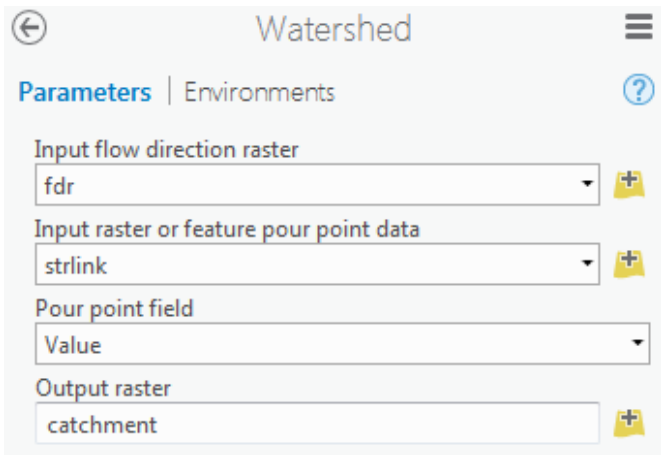 Watershed
Parameters | Environments
?
Input flow direction raster
fdr
Input raster or feature pour point data
strlink
Pour point field
Value
Output raster
catchment